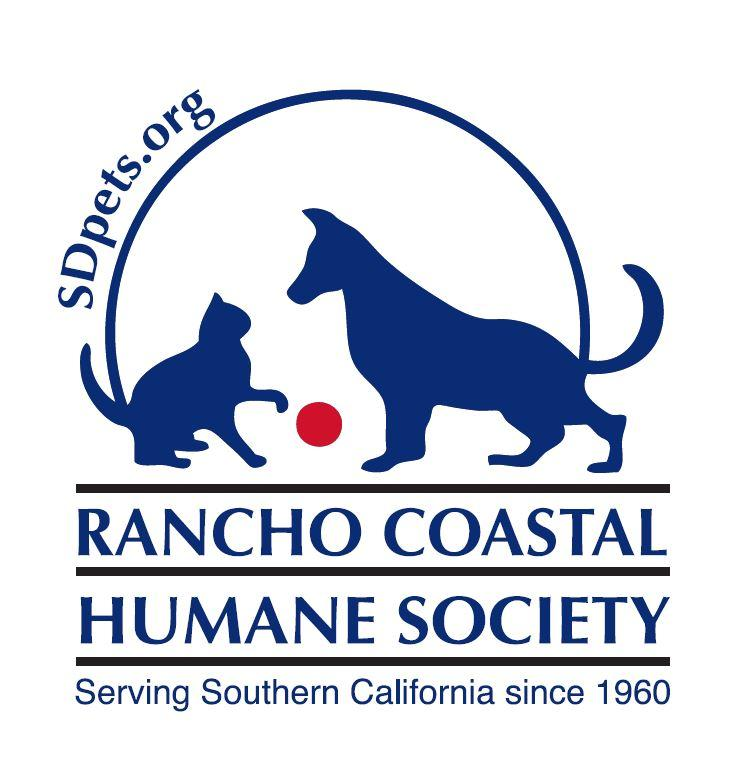 SDpets.org
RANCHO COASTAL
HUMANE SOCIETY
Serving Southern California since 1960